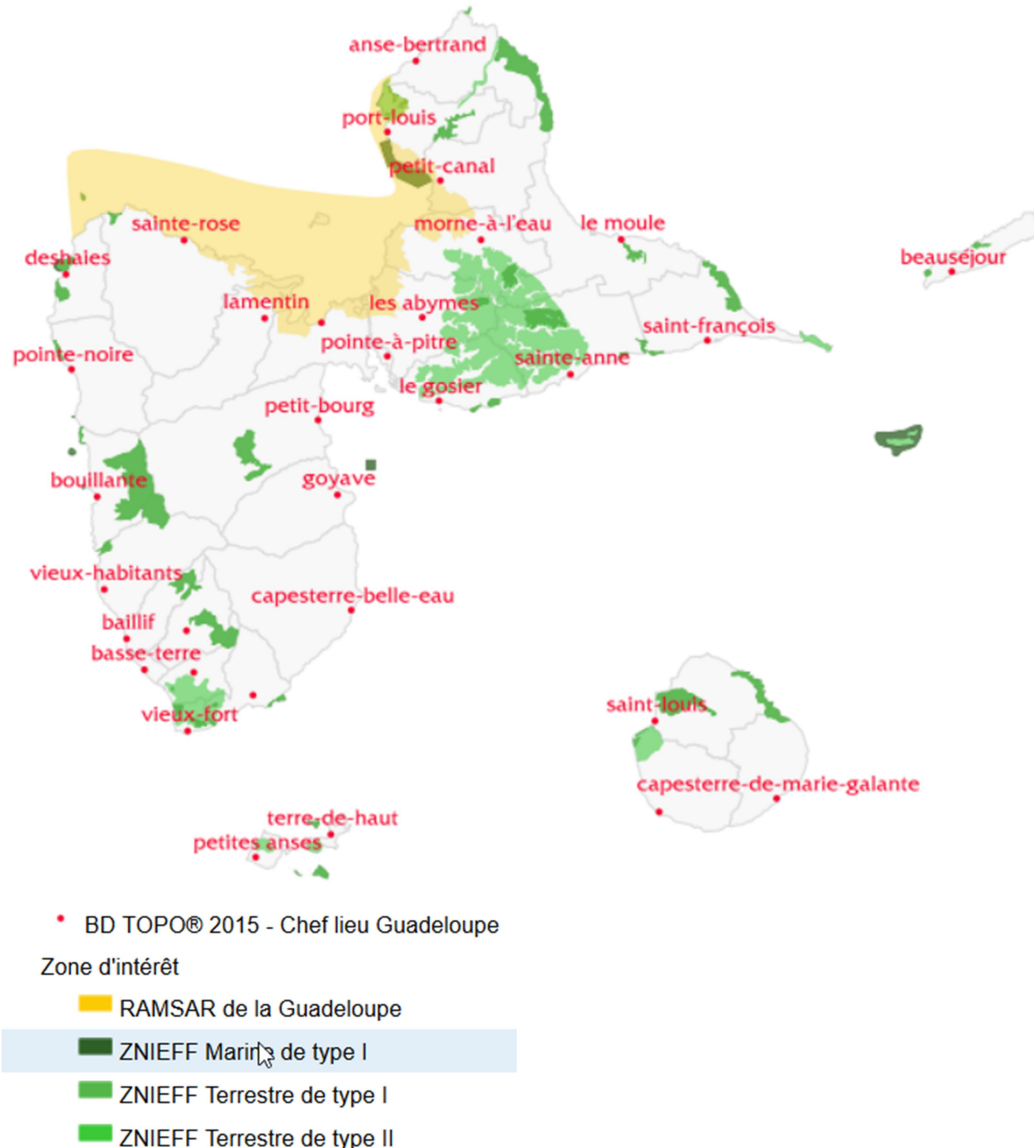 anse-bertrand
port-louis
petit-canal
sainte-rose
morne-à-l'eau
le moule
deshaies
beauséjour
lamentin
les abymes
saint-françois
pointe-à-pitre
pointe-noire
sainte-anne
le gosier
petit-bourg
bouillante
goyave
vieux-habitants
capesterre-belle-eau
baillif
basse-terre
saint-louis
vieux-fort
capesterre-de-marie-galante
terre-de-haut
petites anses
BD TOPO® 2015 - Chef lieu Guadeloupe
Zone d'intérêt
RAMSAR de la Guadeloupe
ZNIEFF Marine de type I
ZNIEFF Terrestre de type I
ZNIEFF Terrestre de type II